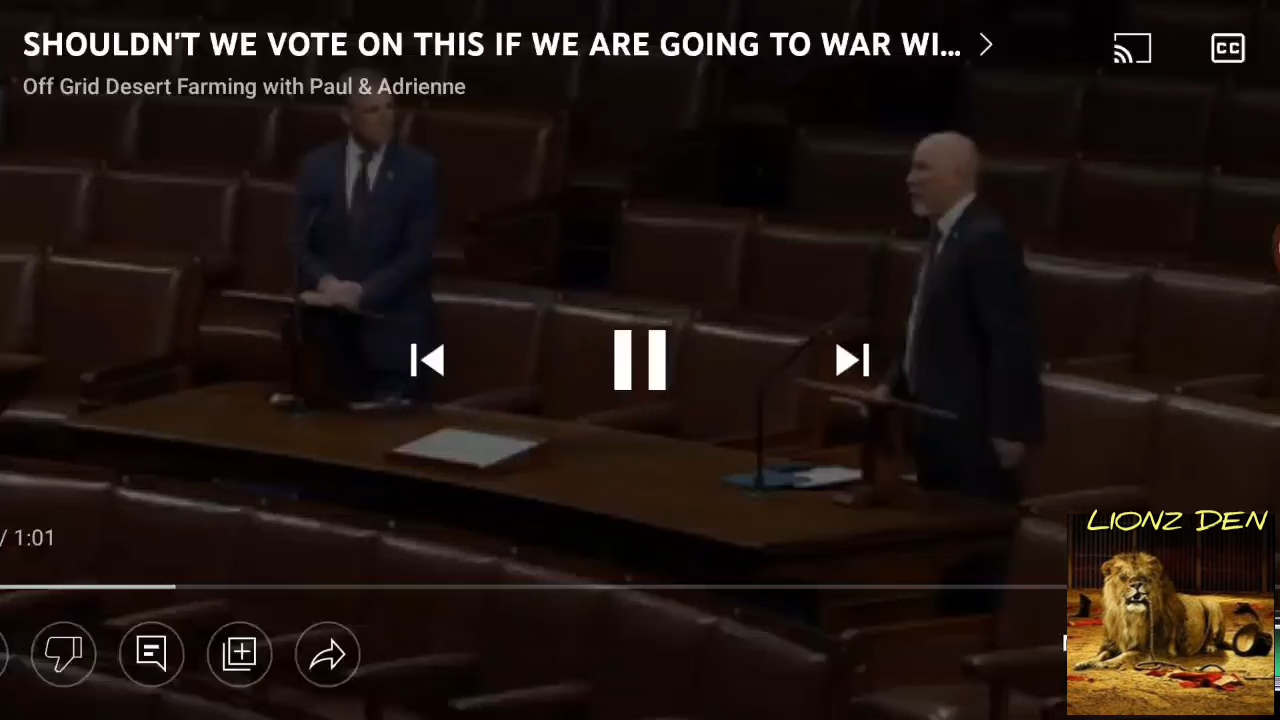 SHOULDN'T WE VOTE ON THIS IF WE ARE GOING TO WAR WI...
Off Grid Desert Farming with Paul & Adrienne
CC
/ 1:01
LIONZ DEN